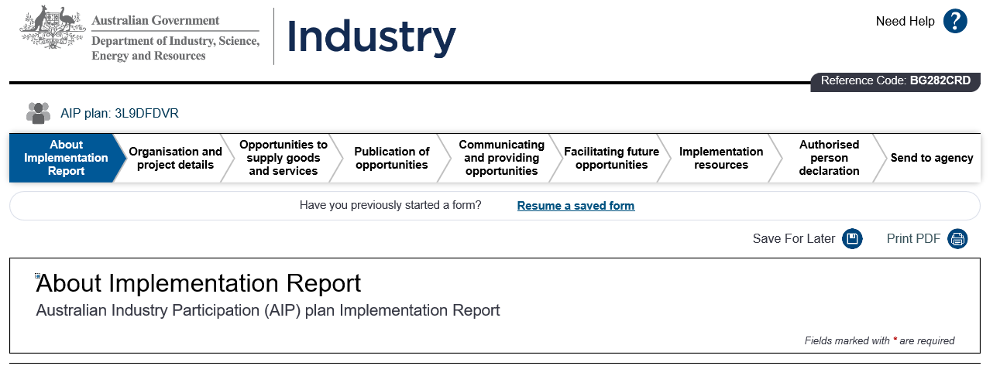 Australian Government
Department of Industry, Science,
Energy and Resources
Industry
Need Help ?
Reference Code: BG282CRD
AIP plan: 3L9DFDVR
About
Implementation
Report
Organisation and
project details
Opportunities to
supply goods
and services
Publication of
opportunities
Communicating
and providing
opportunities
Facilitating future
opportunities
Implementation
resources
Authorised
person
declaration
Send to agency
Have you previously started a form? Resume a saved form
Save For Later Print PDF
About Implementation Report
Australian Industry Participation (AIP) plan Implementation Report
Fields marked with * are required